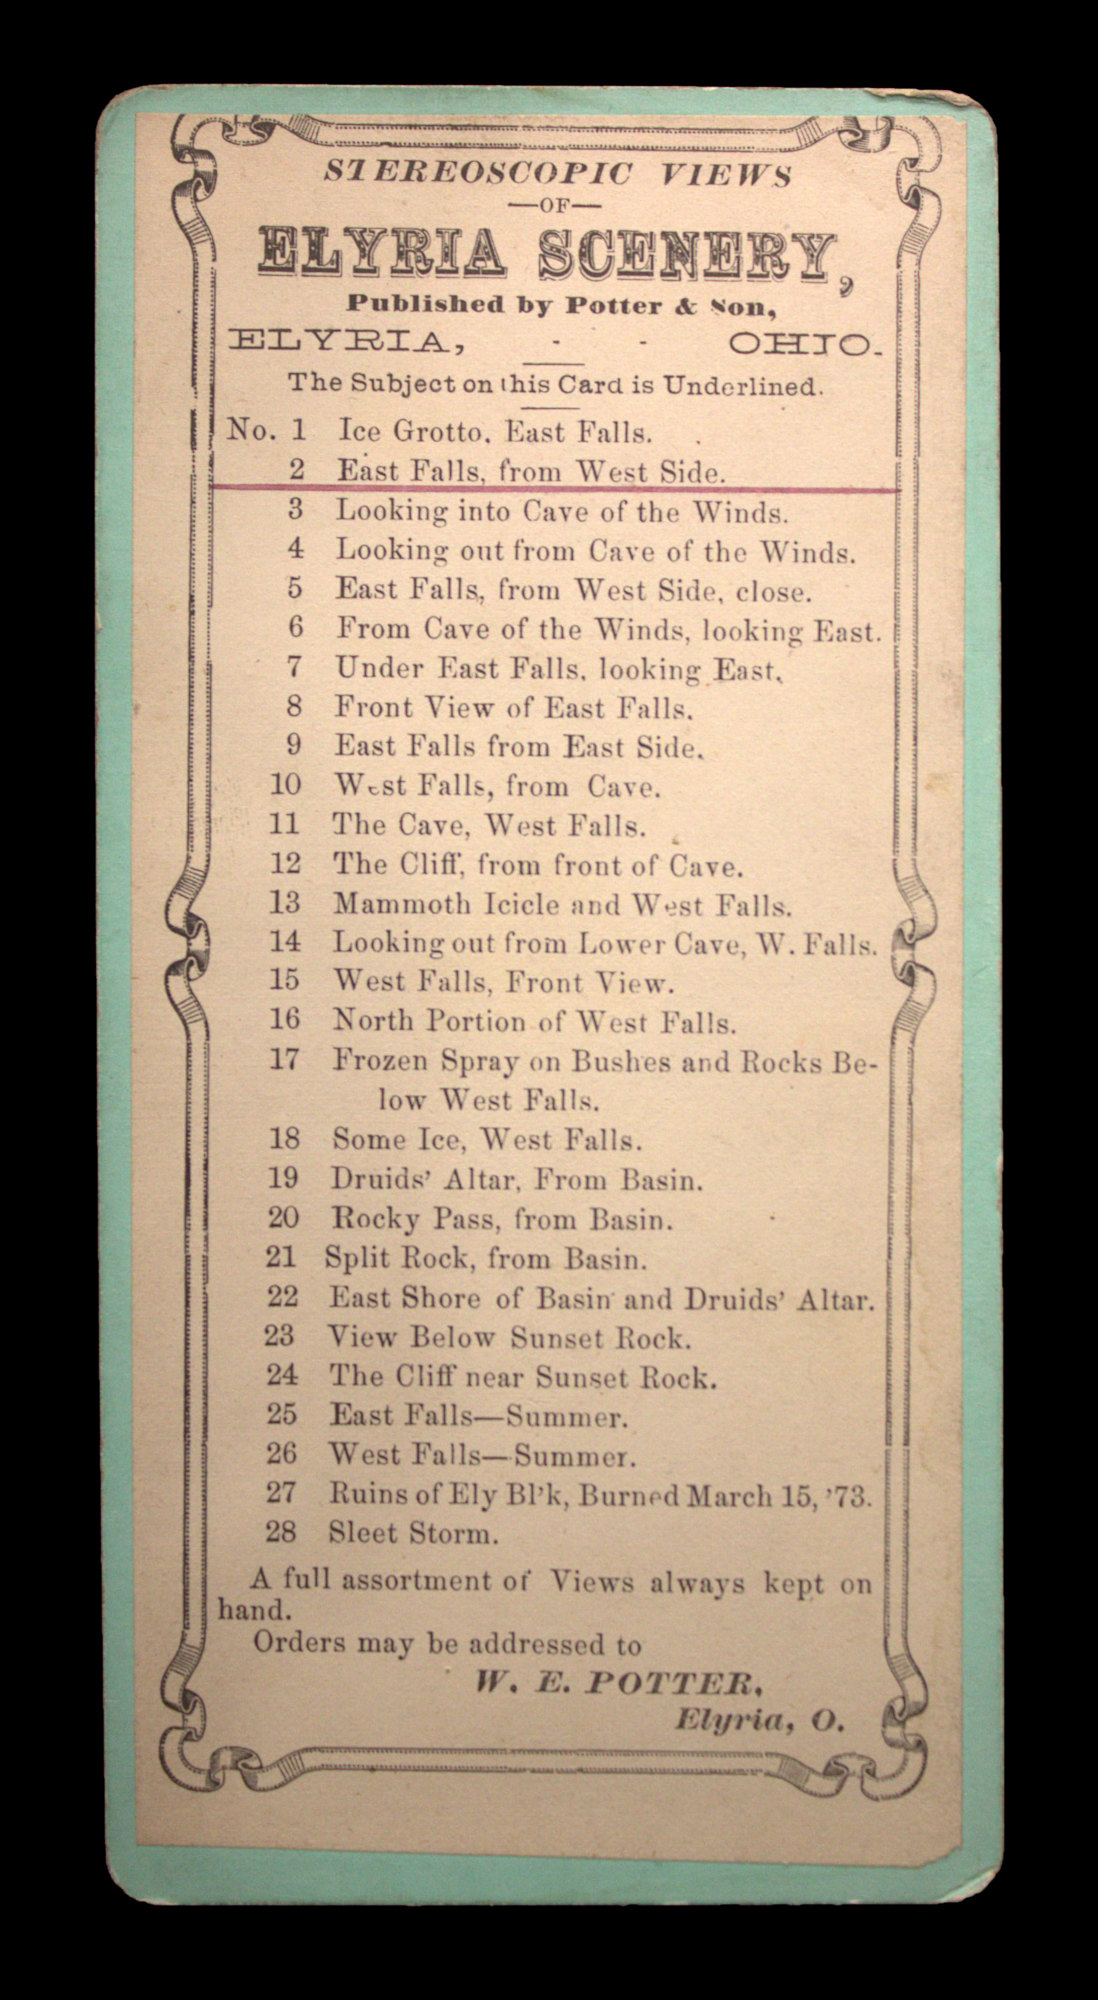 STEREOSCOPIC VIEWS
—OF—
ELYRIA SCENERY,
Published by Potter & Son,
ELYRIA, - - OHIO.
The Subject on this Card is Underlined.
No. 1 Ice Grotto. East Falls.
2 East Falls, from West Side.
3 Looking into Cave of the Winds.
4 Looking out from Cave of the Winds.
5 East Falls, from West Side, close.
6 From Cave of the Winds, looking East.
7 Under East Falls, looking East.
8 Front View of East Falls.
9 East Falls from East Side.
10 West Falls, from Cave.
11 The Cave, West Falls.
12 The Cliff, from front of Cave.
13 Mammoth Icicle and West Falls.
14 Looking out from Lower Cave, W. Falls.
15 West Falls, Front View.
16 North Portion of West Falls.
17 Frozen Spray on Bushes and Rocks Be-
low West Falls.
18 Some Ice, West Falls.
19 Druids' Altar, From Basin.
20 Rocky Pass, from Basin.
21 Split Rock, from Basin.
22 East Shore of Basin and Druids' Altar.
23 View Below Sunset Rock.
24 The Cliff near Sunset Rock.
25 East Falls—Summer.
26 West Falls—Summer.
27 Ruins of Ely Bl'k, Burned March 15, '73.
28 Sleet Storm.
A full assortment of Views always kept on
hand.
Orders may be addressed to
W. E. POTTER,
Elyria, O.